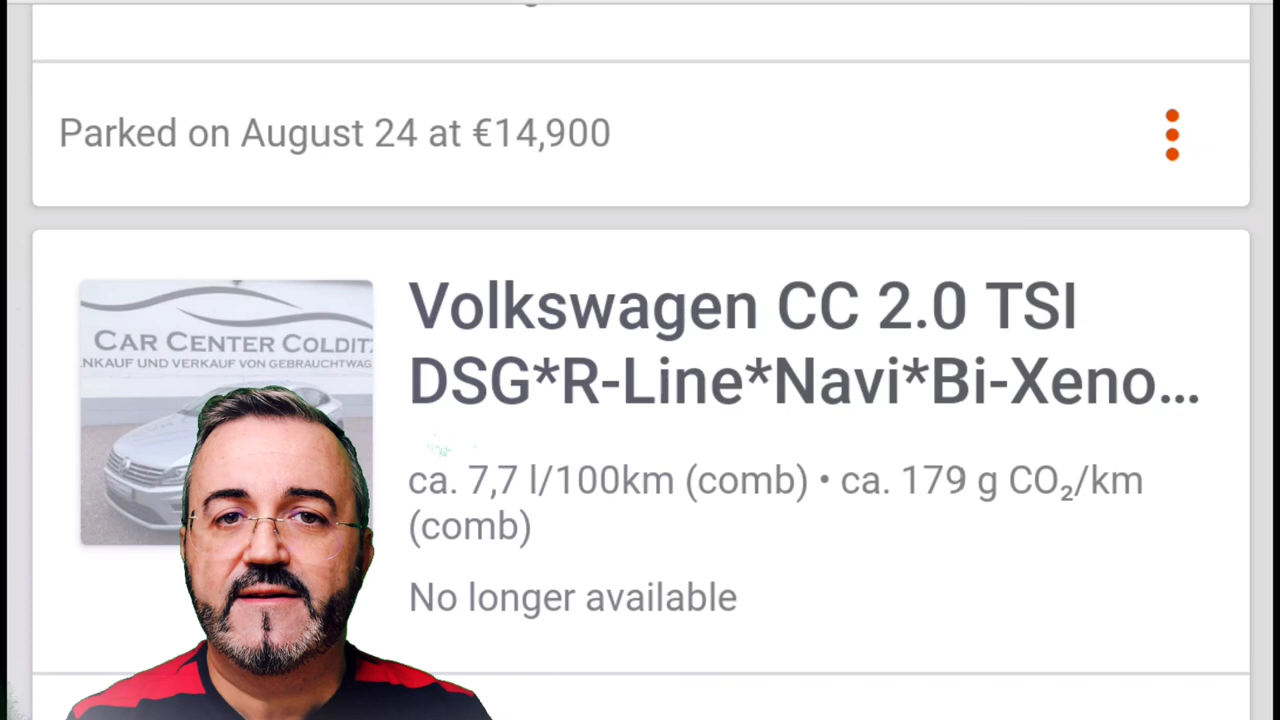 Parked on August 24 at €14,900
CAR CENTER COLDIT
NKAUF UND VERKAUF VON GEBRAUCHTWAG
Volkswagen CC 2.0 TSI
DSG*R-Line*Navi*Bi-Xeno...
ca. 7,7 l/100km (comb) • ca. 179 g CO₂/km
(comb)
No longer available